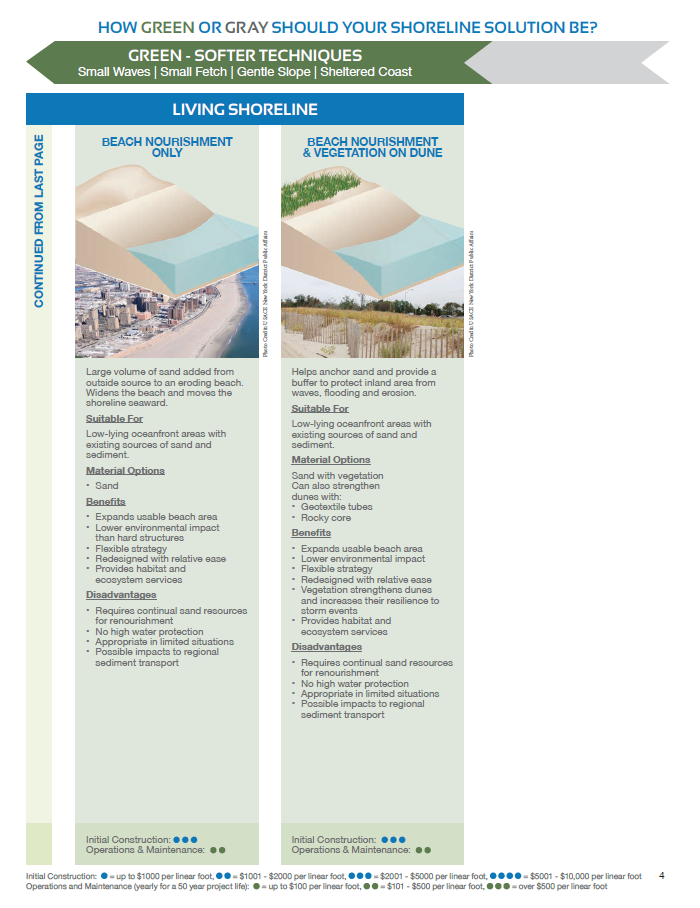 HOW GREEN OR GRAY SHOULD YOUR SHORELINE SOLUTION BE?
GREEN - SOFTER TECHNIQUES
Small Waves | Small Fetch | Gentle Slope | Sheltered Coast
LIVING SHORELINE
CONTINUED FROM LAST PAGE
BEACH NOURISHMENT
ONLY
Photo Credit: USACE New York District Public Affairs
Large volume of sand added from
outside source to an eroding beach.
Widens the beach and moves the
shoreline seaward.
Suitable For
Low-lying oceanfront areas with
existing sources of sand and
sediment.
Material Options
• Sand
Benefits
• Expands usable beach area
• Lower environmental impact
than hard structures
• Flexible strategy
• Redesigned with relative ease
• Provides habitat and
ecosystem services
Disadvantages
• Requires continual sand resources
for renourishment
• No high water protection
• Appropriate in limited situations
• Possible impacts to regional
sediment transport
Initial Construction: ●●●
Operations & Maintenance: ●●
BEACH NOURISHMENT
& VEGETATION ON DUNE
Photo Credit: USACE New York District Public Affairs
Helps anchor sand and provide a
buffer to protect inland area from
waves, flooding and erosion.
Suitable For
Low-lying oceanfront areas with
existing sources of sand and
sediment.
Material Options
Sand with vegetation
Can also strengthen
dunes with:
• Geotextile tubes
• Rocky core
Benefits
• Expands usable beach area
• Lower environmental impact
• Flexible strategy
• Redesigned with relative ease
• Vegetation strengthens dunes
and increases their resilience to
storm events
• Provides habitat and
ecosystem services
Disadvantages
• Requires continual sand resources
for renourishment
• No high water protection
• Appropriate in limited situations
• Possible impacts to regional
sediment transport
Initial Construction: ●●●
Operations & Maintenance: ●●
Initial Construction: ● = up to $1000 per linear foot, ●● = $1001 - $2000 per linear foot, ●●● = $2001 - $5000 per linear foot, ●●●● = $5001 - $10,000 per linear foot
Operations and Maintenance (yearly for a 50 year project life): ● = up to $100 per linear foot, ●● = $101 - $500 per linear foot, ●●● = over $500 per linear foot
4